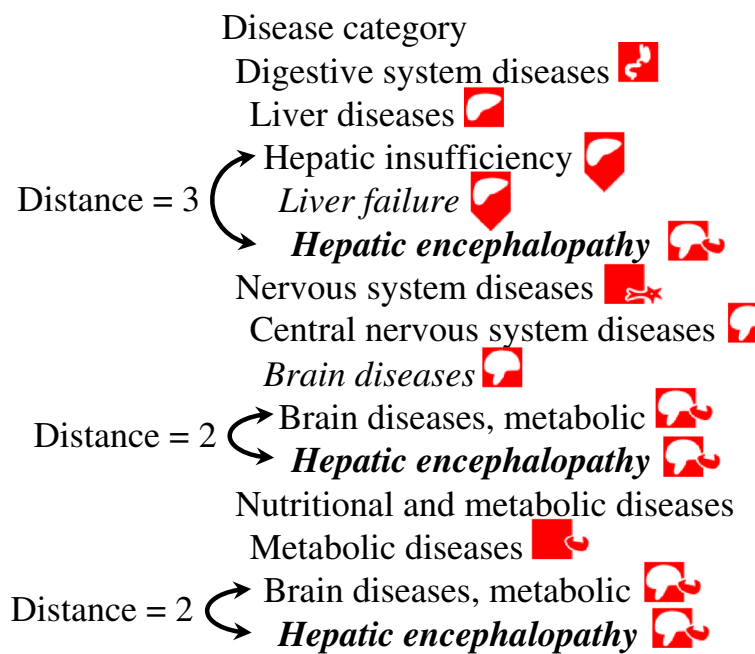 Disease category
Digestive system diseases
Liver diseases
Hepatic insufficiency
Distance = 3
Liver failure
Hepatic encephalopathy
Nervous system diseases
Central nervous system diseases
Brain diseases
Brain diseases, metabolic
Distance = 2
Hepatic encephalopathy
Nutritional and metabolic diseases
Metabolic diseases
Brain diseases, metabolic
Distance = 2
Hepatic encephalopathy